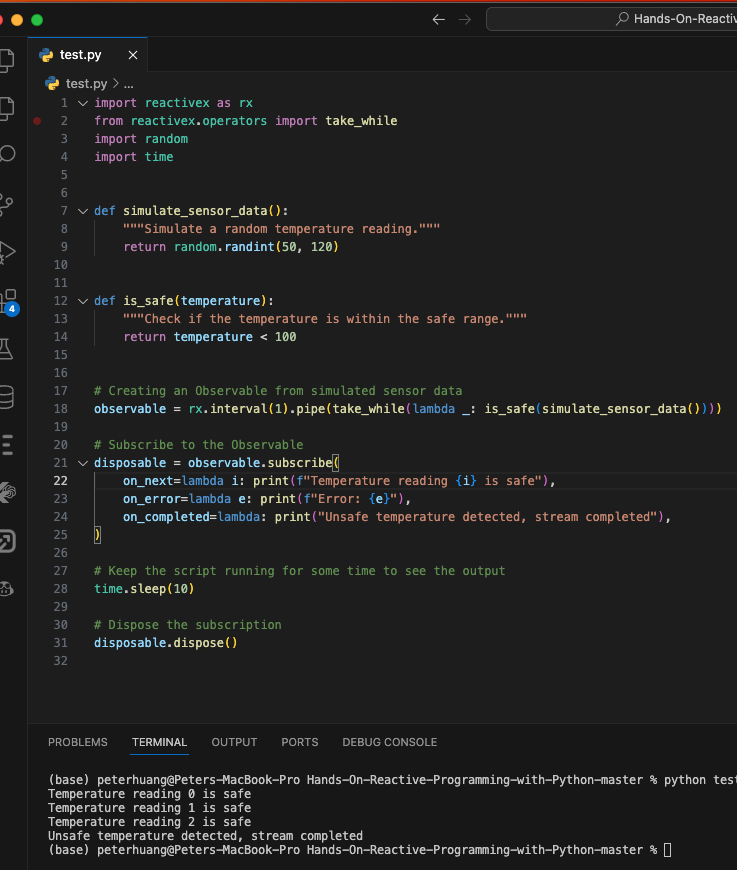 Hands-On-Reactiv
test.py
test.py > ...
1 import reactivex as rx
2 from reactivex.operators import take_while
3 import random
4 import time
5
6
7 def simulate_sensor_data():
8     """Simulate a random temperature reading."""
9     return random.randint(50, 120)
10
11
12 def is_safe(temperature):
13     """Check if the temperature is within the safe range."""
14     return temperature < 100
15
16
17 # Creating an Observable from simulated sensor data
18 observable = rx.interval(1).pipe(take_while(lambda _: is_safe(simulate_sensor_data())))
19
20 # Subscribe to the Observable
21 disposable = observable.subscribe(
22     on_next=lambda i: print(f"Temperature reading {i} is safe"),
23     on_error=lambda e: print(f"Error: {e}"),
24     on_completed=lambda: print("Unsafe temperature detected, stream completed"),
25 )
26
27 # Keep the script running for some time to see the output
28 time.sleep(10)
29
30 # Dispose the subscription
31 disposable.dispose()
32
4
PROBLEMS TERMINAL OUTPUT PORTS DEBUG CONSOLE
(base) peterhuang@Peters-MacBook-Pro Hands-On-Reactive-Programming-with-Python-master % python test
Temperature reading 0 is safe
Temperature reading 1 is safe
Temperature reading 2 is safe
Unsafe temperature detected, stream completed
(base) peterhuang@Peters-MacBook-Pro Hands-On-Reactive-Programming-with-Python-master %